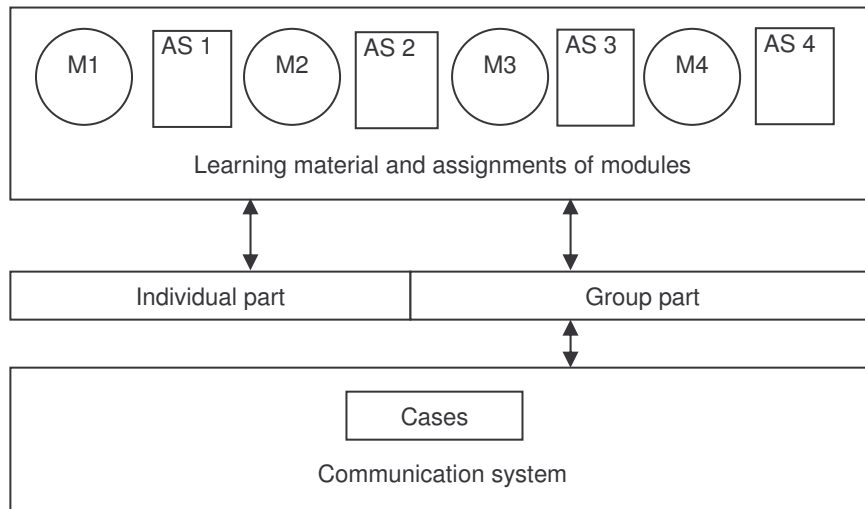 M1 AS 1 M2 AS 2 M3 AS 3 M4 AS 4
Learning material and assignments of modules
Individual part Group part
Cases
Communication system